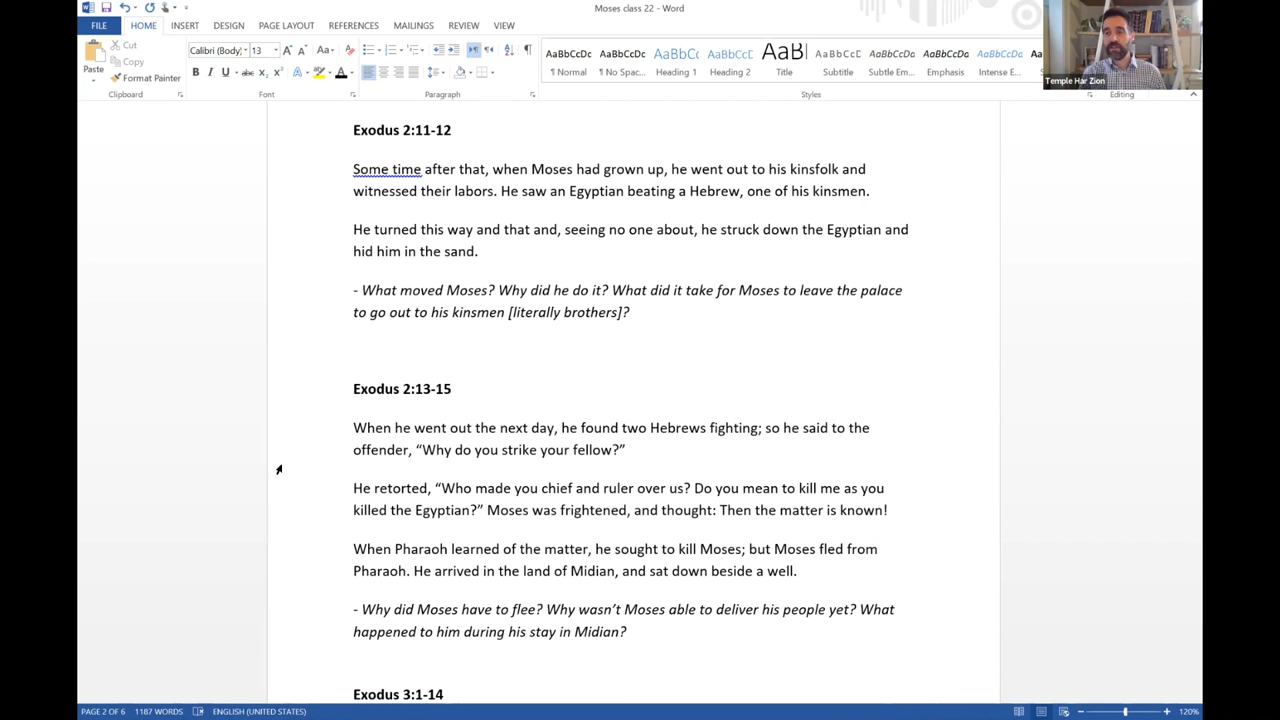 Moses class 22 - Word
FILE HOME INSERT DESIGN PAGE LAYOUT REFERENCES MAILINGS REVIEW VIEW
Paste Cut
Copy
Format Painter
Calibri (Body) 13
AaBbCcDc AaBbCcDc AaBbCc AaBbCcC AaB AaBbCcD AaBbCcDc AaBbCcDc AaBbCcDc
¶ Normal ¶ No Spac... Heading 1 Heading 2 Title Subtitle Subtle Em... Emphasis Intense E...
Clipboard Font Paragraph Styles Editing
Temple Har Zion
Exodus 2:11-12
Some time after that, when Moses had grown up, he went out to his kinsfolk and
witnessed their labors. He saw an Egyptian beating a Hebrew, one of his kinsmen.
He turned this way and that and, seeing no one about, he struck down the Egyptian and
hid him in the sand.
- What moved Moses? Why did he do it? What did it take for Moses to leave the palace
to go out to his kinsmen [literally brothers]?
Exodus 2:13-15
When he went out the next day, he found two Hebrews fighting; so he said to the
offender, “Why do you strike your fellow?”
He retorted, “Who made you chief and ruler over us? Do you mean to kill me as you
killed the Egyptian?” Moses was frightened, and thought: Then the matter is known!
When Pharaoh learned of the matter, he sought to kill Moses; but Moses fled from
Pharaoh. He arrived in the land of Midian, and sat down beside a well.
- Why did Moses have to flee? Why wasn’t Moses able to deliver his people yet? What
happened to him during his stay in Midian?
Exodus 3:1-14
PAGE 2 OF 6 1187 WORDS ENGLISH (UNITED STATES) 120%